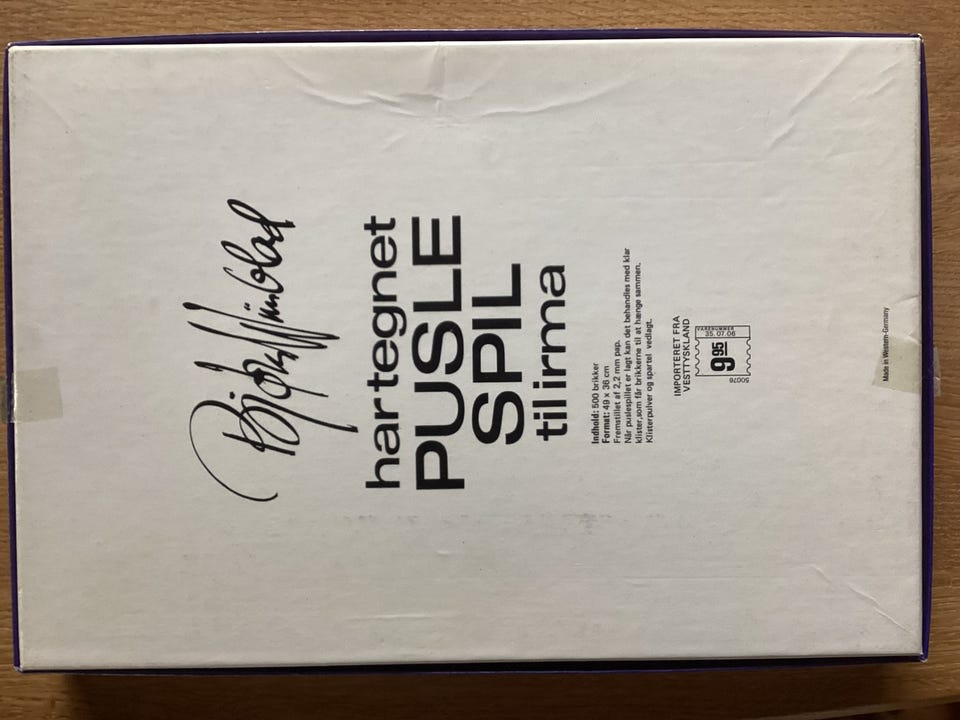 Bjørn Wiinblad
har tegnet
PUSLE
SPIL
til irma
Indhold: 500 brikker
Format: 49 x 36 cm
Fremstillet af 2,2 mm pap.
Når puslespillet er lagt kan det behandles med klar
klister, som får brikkerne til at hænge sammen.
Klisterpulver og spartel vedlagt.
IMPORTERET FRA
VESTTYSKLAND
VARENUMMER
35.07.06
9.95
50076
Made in Western-Germany